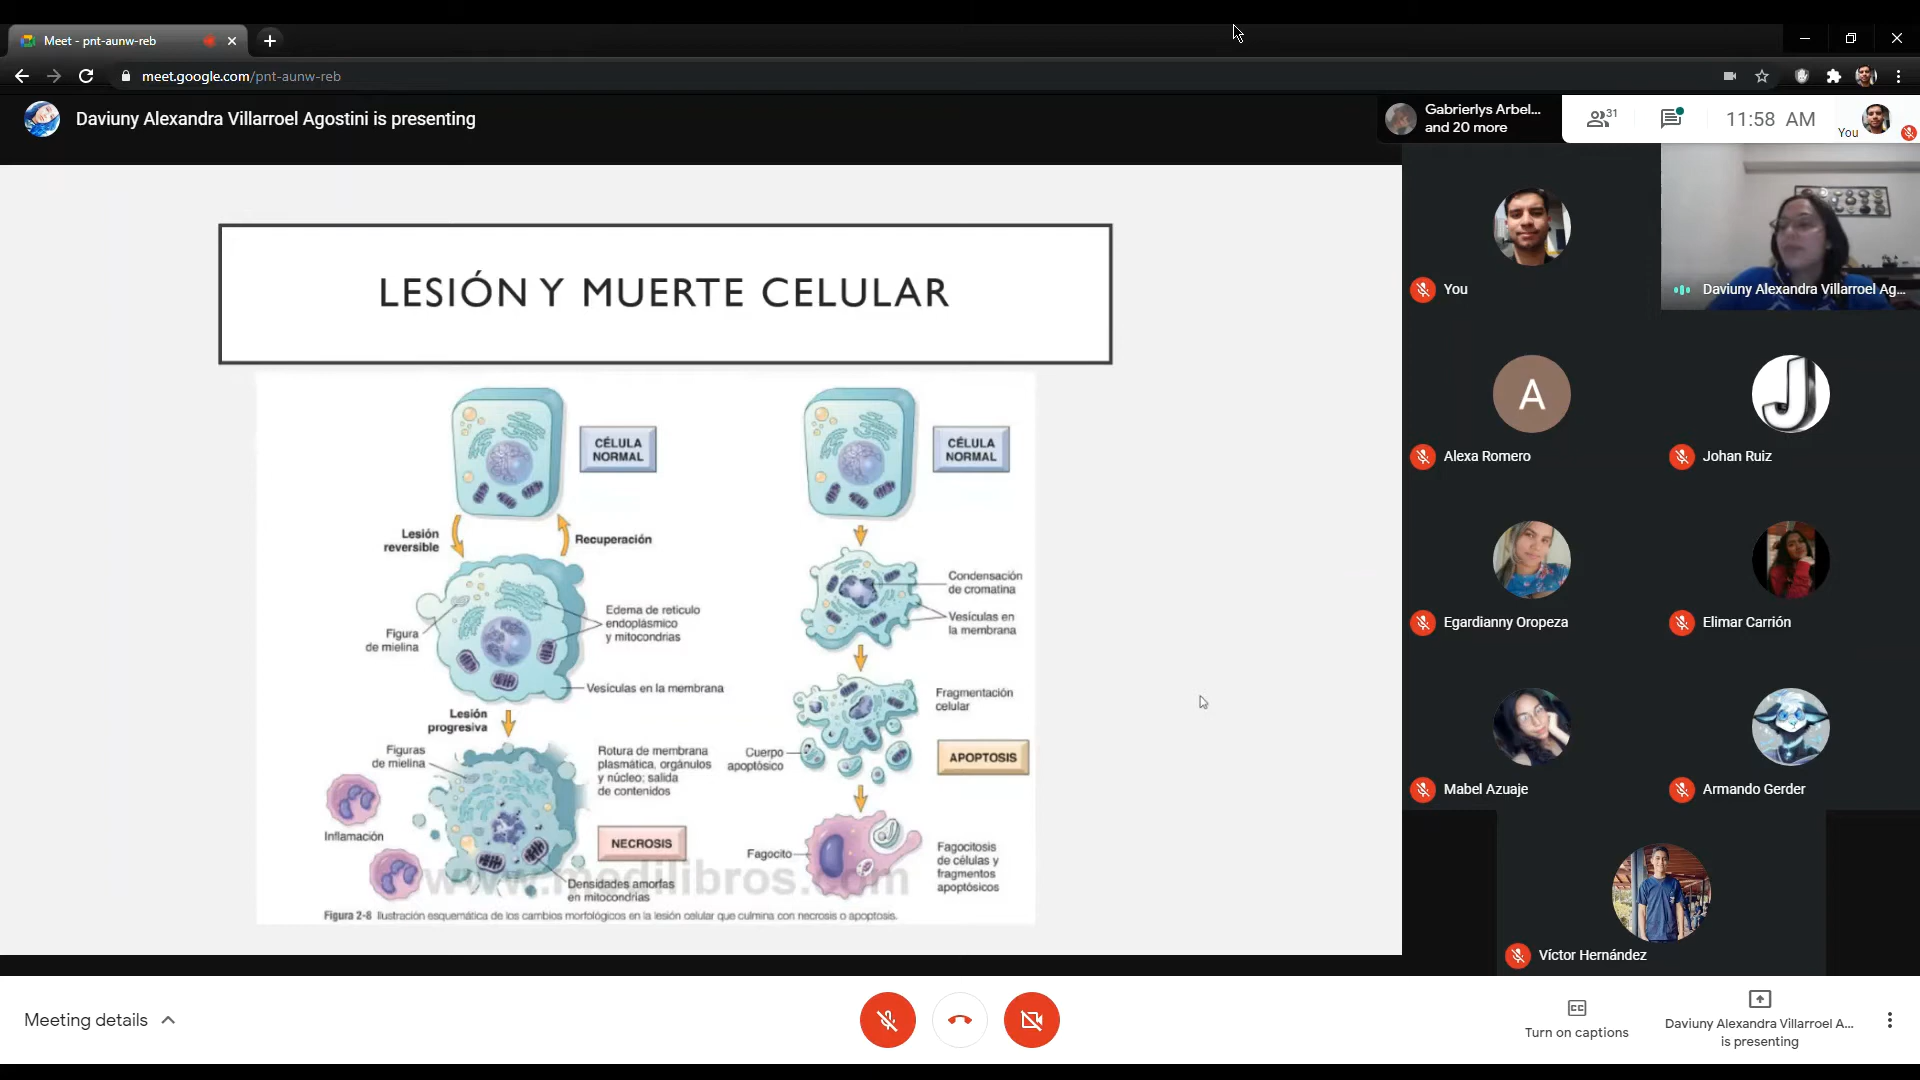 Meet - pnt-aunw-reb
meet.google.com/pnt-aunw-reb
Daviuny Alexandra Villarroel Agostini is presenting
Gabrierlys Arbel...
and 20 more
31
11:58 AM
You
LESIÓN Y MUERTE CELULAR
CÉLULA
NORMAL
CÉLULA
NORMAL
Lesión
reversible
Recuperación
Condensación
de cromatina
Vesículas en
la membrana
Edema de retículo
endoplásmico
y mitocondrias
Figura
de mielina
Vesículas en la membrana
Fragmentación
celular
Lesión
progresiva
Figuras
de mielina
Rotura de membrana
plasmática, orgánulos
y núcleo; salida
de contenidos
Cuerpo
apoptósico
APOPTOSIS
Inflamación
NECROSIS
Fagocito
Fagocitosis
de células y
fragmentos
apoptósicos
www.medilibros.com
Densidades amorfas
en mitocondrias
Figura 2-8 Ilustración esquemática de los cambios morfológicos en la lesión celular que culmina con necrosis o apoptosis.
You
Daviuny Alexandra Villarroel Ag...
A
J
Alexa Romero
Johan Ruiz
Egardianny Oropeza
Elimar Carrión
Mabel Azuaje
Armando Gerder
Víctor Hernández
Meeting details
Turn on captions
Daviuny Alexandra Villarroel A...
is presenting